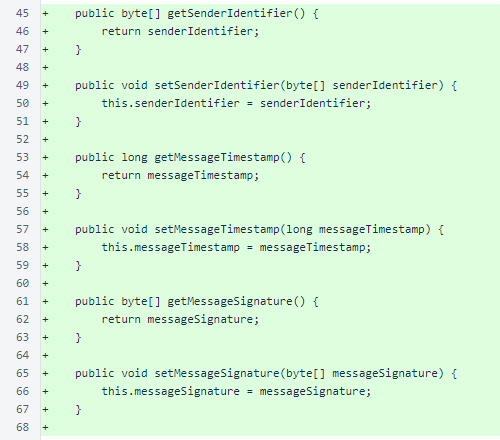 45 +     public byte[] getSenderIdentifier() {
46 +         return senderIdentifier;
47 +     }
48 +
49 +     public void setSenderIdentifier(byte[] senderIdentifier) {
50 +         this.senderIdentifier = senderIdentifier;
51 +     }
52 +
53 +     public long getMessageTimestamp() {
54 +         return messageTimestamp;
55 +     }
56 +
57 +     public void setMessageTimestamp(long messageTimestamp) {
58 +         this.messageTimestamp = messageTimestamp;
59 +     }
60 +
61 +     public byte[] getMessageSignature() {
62 +         return messageSignature;
63 +     }
64 +
65 +     public void setMessageSignature(byte[] messageSignature) {
66 +         this.messageSignature = messageSignature;
67 +     }
68 +